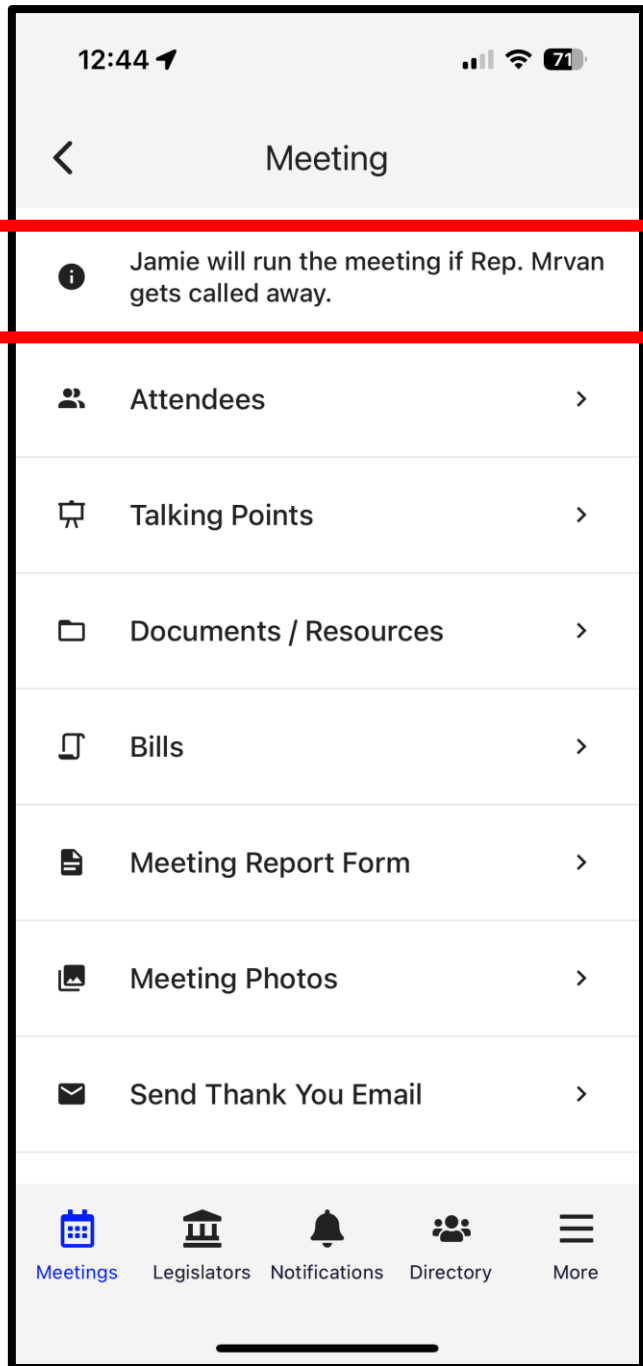 12:44
71
Meeting
Jamie will run the meeting if Rep. Mrvan
gets called away.
Attendees
Talking Points
Documents / Resources
Bills
Meeting Report Form
Meeting Photos
Send Thank You Email
Meetings Legislators Notifications Directory More